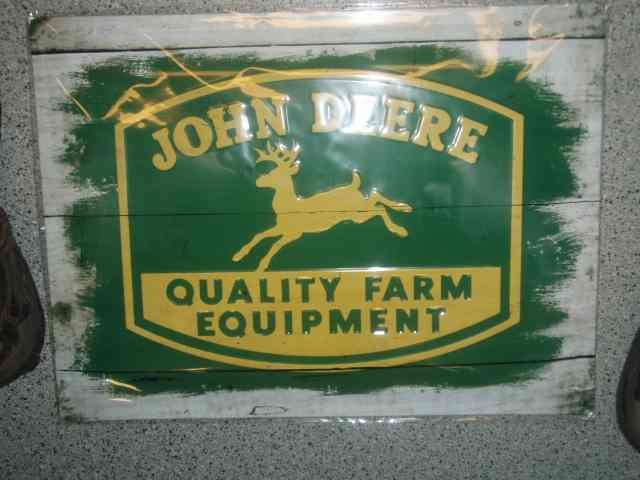 JOHN DEERE
QUALITY FARM
EQUIPMENT